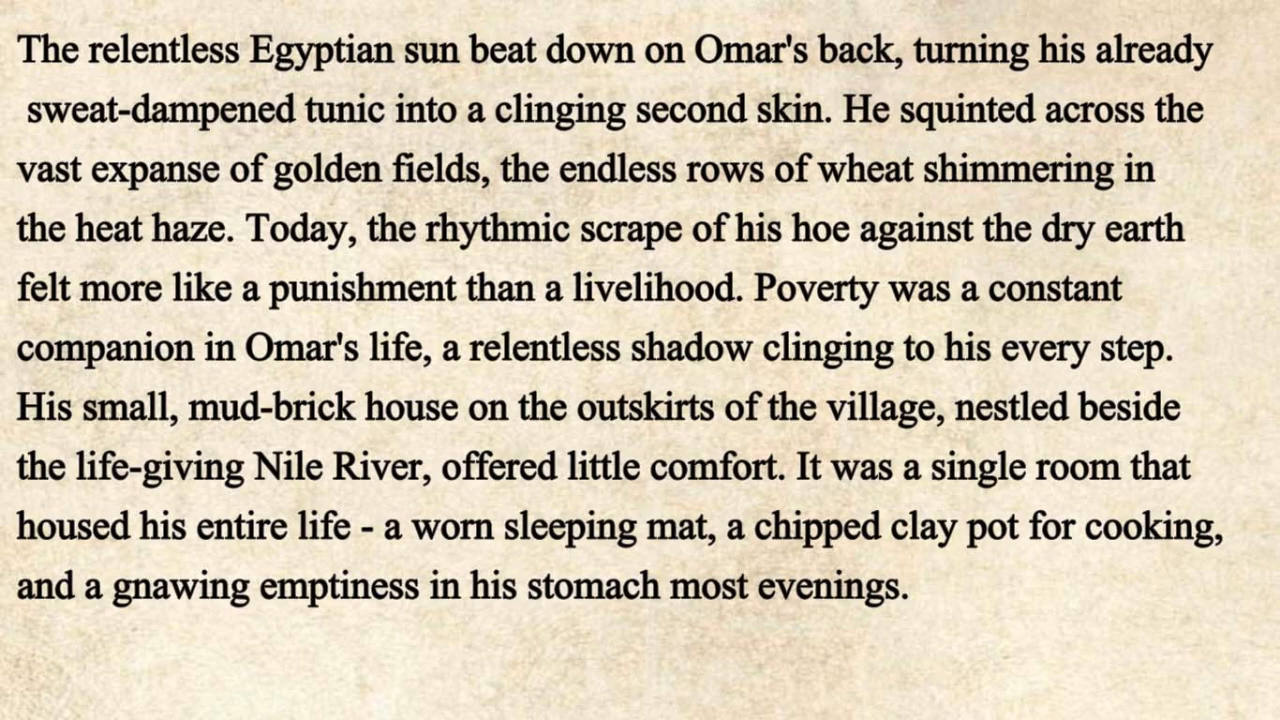 The relentless Egyptian sun beat down on Omar's back, turning his already
sweat-dampened tunic into a clinging second skin. He squinted across the
vast expanse of golden fields, the endless rows of wheat shimmering in
the heat haze. Today, the rhythmic scrape of his hoe against the dry earth
felt more like a punishment than a livelihood. Poverty was a constant
companion in Omar's life, a relentless shadow clinging to his every step.
His small, mud-brick house on the outskirts of the village, nestled beside
the life-giving Nile River, offered little comfort. It was a single room that
housed his entire life - a worn sleeping mat, a chipped clay pot for cooking,
and a gnawing emptiness in his stomach most evenings.